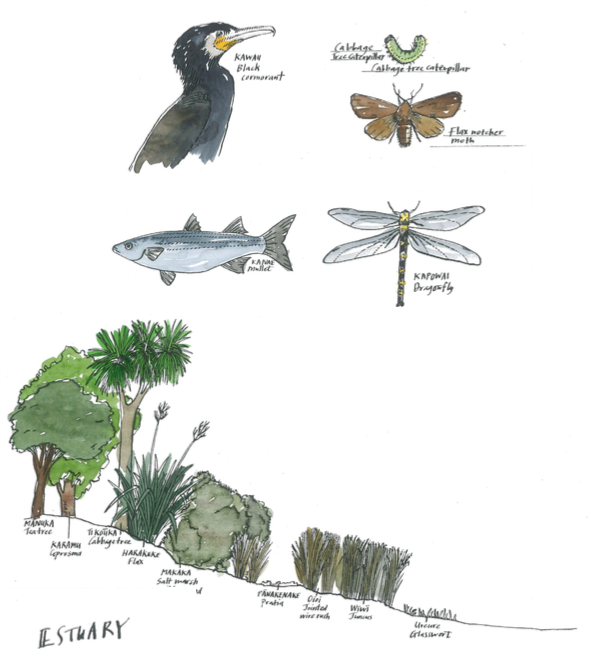 KAWAU
Black
cormorant
Cabbage
tree caterpillar
Cabbage tree caterpillar
Flax notcher
moth
KANAE
Mullet
KAPOWAI
Dragonfly
MANUKA
Tea tree
KARAMU
Coprosma
TI KOUKA
Cabbage tree
HARAKEKE
Flax
MAKAKA
Salt marsh
PANAKENAKE
Pratia
Oioi
Jointed
wire rush
WIWI
Juncus
Glasswort
ESTUARY